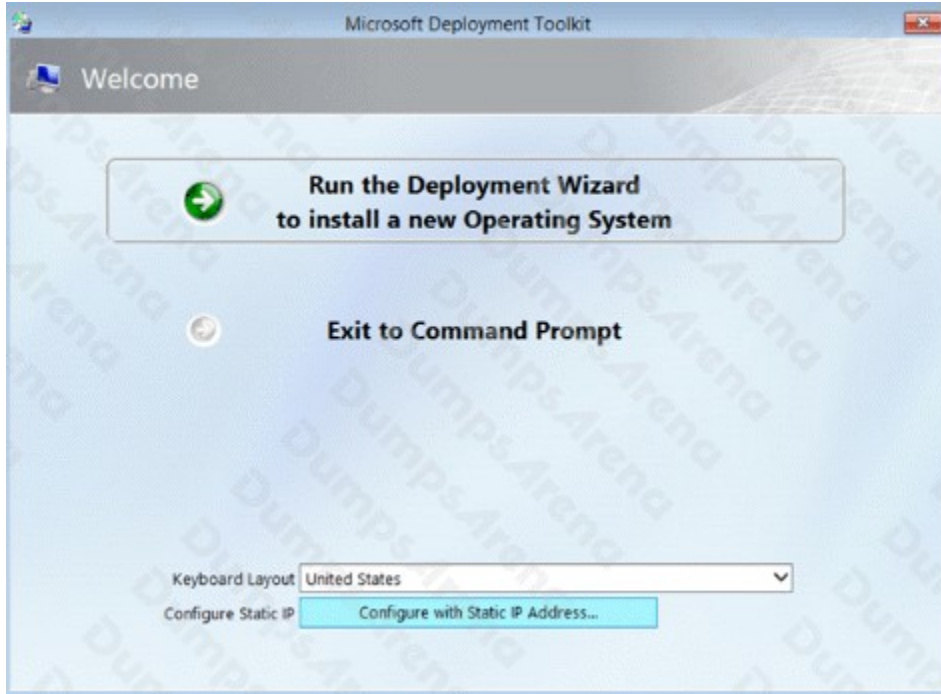 Microsoft Deployment Toolkit
Welcome
Run the Deployment Wizard
to install a new Operating System
Exit to Command Prompt
Keyboard Layout United States
Configure Static IP Configure with Static IP Address...
DumpsArena